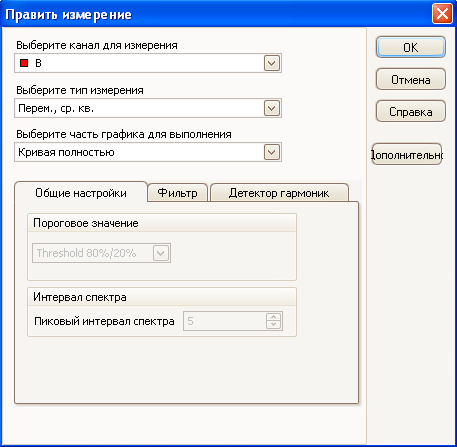 Править измерение
Выберите канал для измерения
B
OK
Отмена
Выберите тип измерения
Перем., ср. кв.
Справка
Выберите часть графика для выполнения
Кривая полностью
Дополнительно
Общие настройки
Фильтр
Детектор гармоник
Пороговое значение
Threshold 80%/20%
Интервал спектра
Пиковый интервал спектра
5